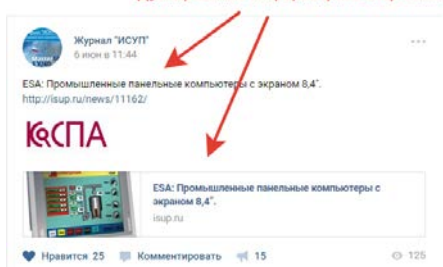 Журнал "ИСУП"
6 июн в 11:44
ESA: Промышленные панельные компьютеры с экраном 8,4".
http://isup.ru/news/11162/
КОСПА
ESA: Промышленные панельные компьютеры с
экраном 8,4".
isup.ru
Нравится 25 Комментировать 15 125